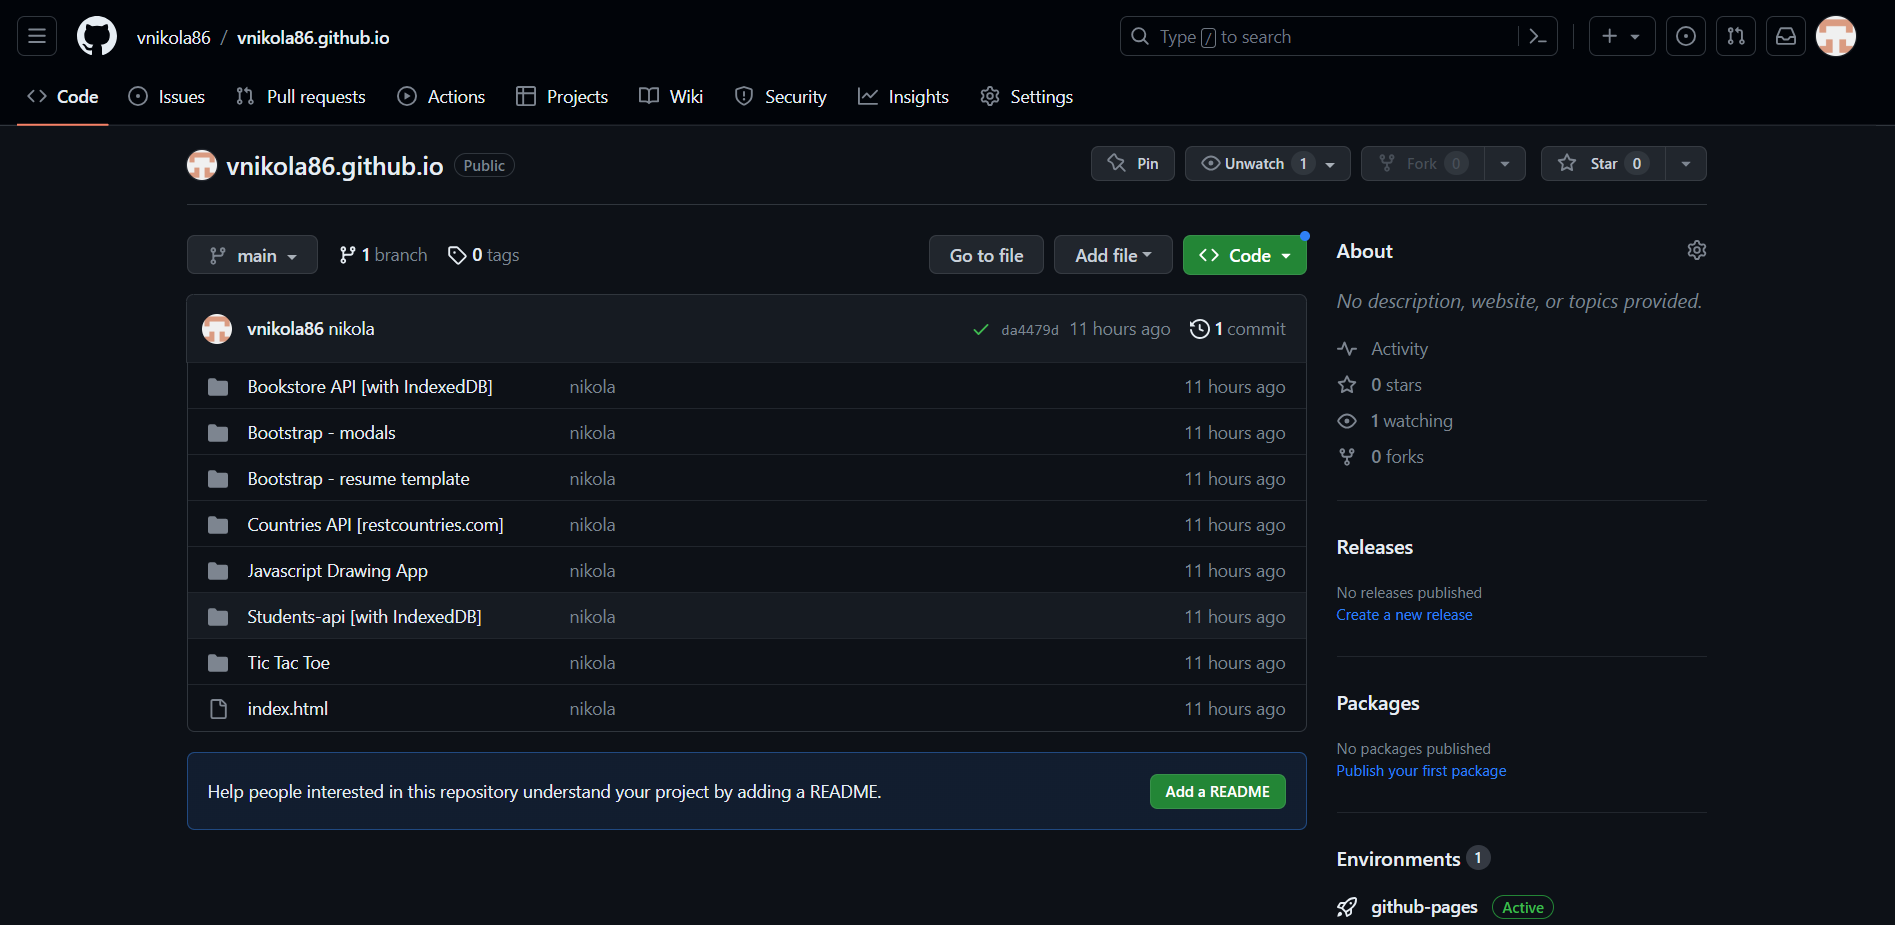 vnikola86 / vnikola86.github.io
Type / to search
Code Issues Pull requests Actions Projects Wiki Security Insights Settings
vnikola86.github.io Public
Pin Unwatch 1 Fork 0 Star 0
main 1 branch 0 tags Go to file Add file Code
vnikola86 nikola da4479d 11 hours ago 1 commit
Bookstore API [with IndexedDB] nikola 11 hours ago
Bootstrap - modals nikola 11 hours ago
Bootstrap - resume template nikola 11 hours ago
Countries API [restcountries.com] nikola 11 hours ago
Javascript Drawing App nikola 11 hours ago
Students-api [with IndexedDB] nikola 11 hours ago
Tic Tac Toe nikola 11 hours ago
index.html nikola 11 hours ago
Help people interested in this repository understand your project by adding a README. Add a README
About
No description, website, or topics provided.
Activity
0 stars
1 watching
0 forks
Releases
No releases published
Create a new release
Packages
No packages published
Publish your first package
Environments 1
github-pages Active